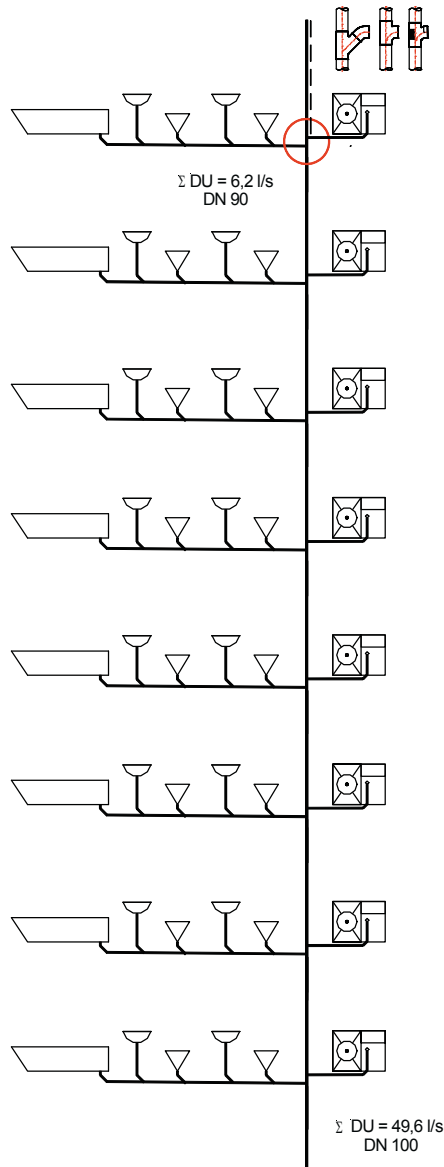 Σ DU = 6,2 l/s
DN 90
Σ DU = 49,6 l/s
DN 100